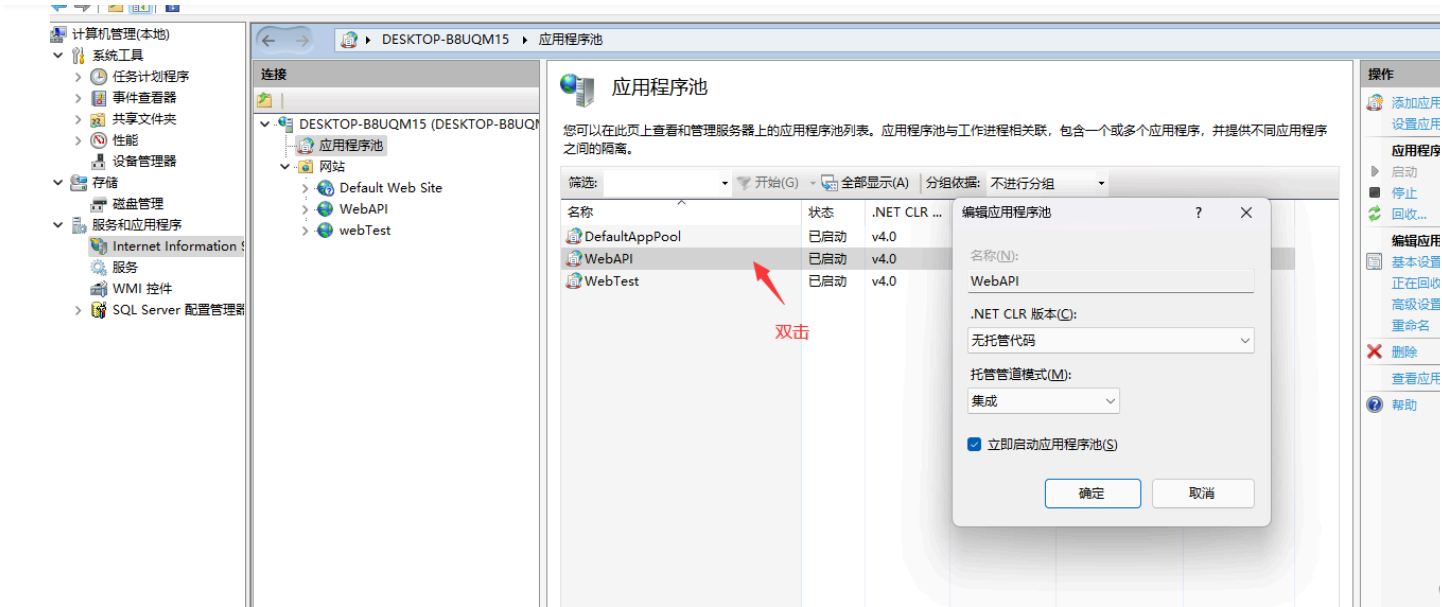 计算机管理(本地)
系统工具
任务计划程序
事件查看器
共享文件夹
性能
设备管理器
存储
磁盘管理
服务和应用程序
Internet Information S
服务
WMI 控件
SQL Server 配置管理器
DESKTOP-B8UQM15
应用程序池
连接
DESKTOP-B8UQM15 (DESKTOP-B8UQM
应用程序池
网站
Default Web Site
WebAPI
webTest
应用程序池
您可以在此页上查看和管理服务器上的应用程序池列表。应用程序池与工作进程相关联，包含一个或多个应用程序，并提供不同应用程序
之间的隔离。
筛选: 开始(G) 全部显示(A) 分组依据: 不进行分组
名称 状态 .NET CLR ...
DefaultAppPool 已启动 v4.0
WebAPI 已启动 v4.0
WebTest 已启动 v4.0
双击
编辑应用程序池 ?
名称(N):
WebAPI
.NET CLR 版本(C):
无托管代码
托管管道模式(M):
集成
立即启动应用程序池(S)
确定 取消
操作
添加应用
设置应用
应用程序
启动
停止
回收...
编辑应用
基本设置
正在回收
高级设置
重命名
删除
查看应用
帮助